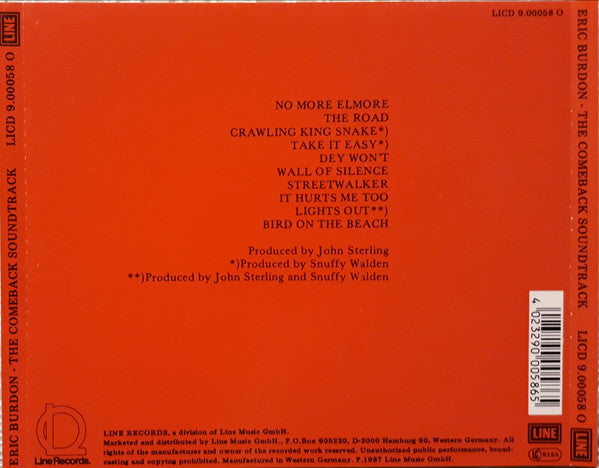 LICD 9.00058 O
NO MORE ELMORE
THE ROAD
CRAWLING KING SNAKE*)
TAKE IT EASY*)
DEY WON'T
WALL OF SILENCE
STREETWALKER
IT HURTS ME TOO
LIGHTS OUT**)
BIRD ON THE BEACH
Produced by John Sterling
*)Produced by Snuffy Walden
**)Produced by John Sterling and Snuffy Walden
4 023290 005865
LineRecords.
LINE RECORDS, a division of Line Music GmbH.
Marketed and distributed by Line Music GmbH., P.O.Box 605220, D-2000 Hamburg 60, Western Germany. All
rights of the manufacturer and owner of the recorded work reserved. Unauthorized public performance, broad-
casting and copying prohibited. Manufactured in Western Germany. P.1987 Line Music GmbH.
LINE
0155
ERIC BURDON - THE COMEBACK SOUNDTRACK LICD 9.00058 O LINE
ERIC BURDON - THE COMEBACK SOUNDTRACK LICD 9.00058 O LINE